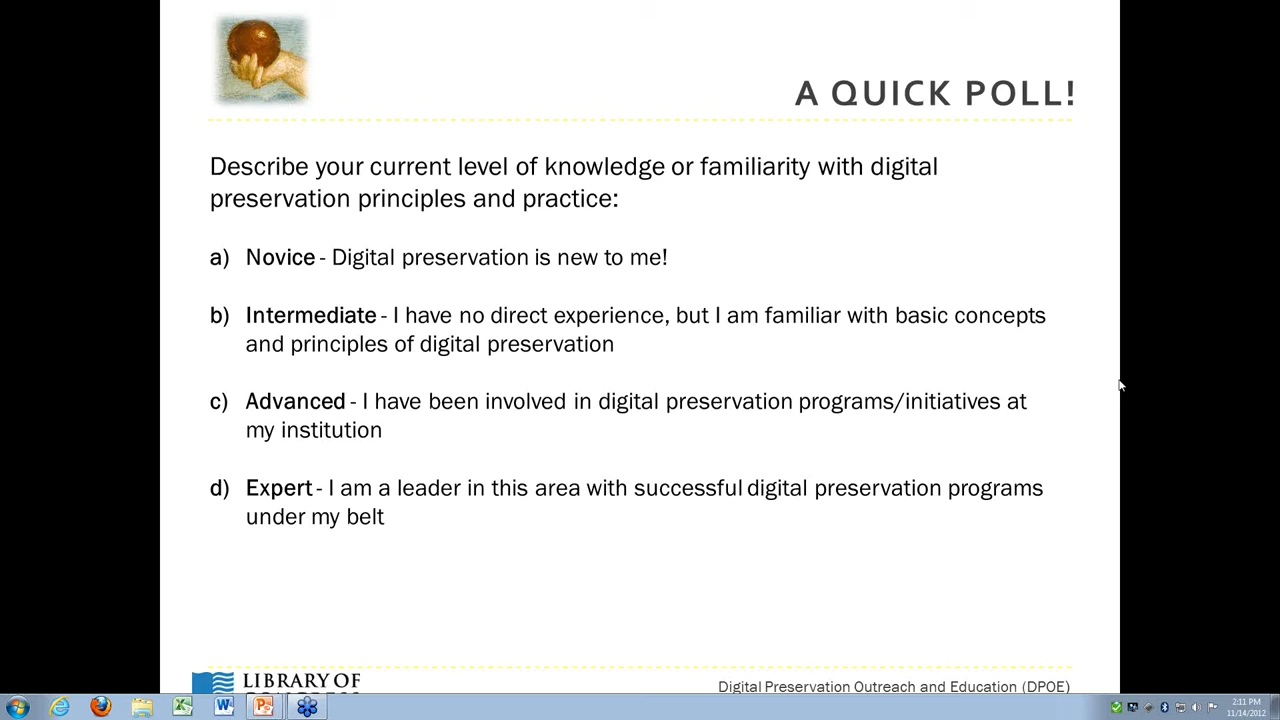 A QUICK POLL!
Describe your current level of knowledge or familiarity with digital
preservation principles and practice:
a) Novice - Digital preservation is new to me!
b) Intermediate - I have no direct experience, but I am familiar with basic concepts
and principles of digital preservation
c) Advanced - I have been involved in digital preservation programs/initiatives at
my institution
d) Expert - I am a leader in this area with successful digital preservation programs
under my belt
LIBRARY OF
CONGRESS
Digital Preservation Outreach and Education (DPOE)
2:11 PM
11/14/2012